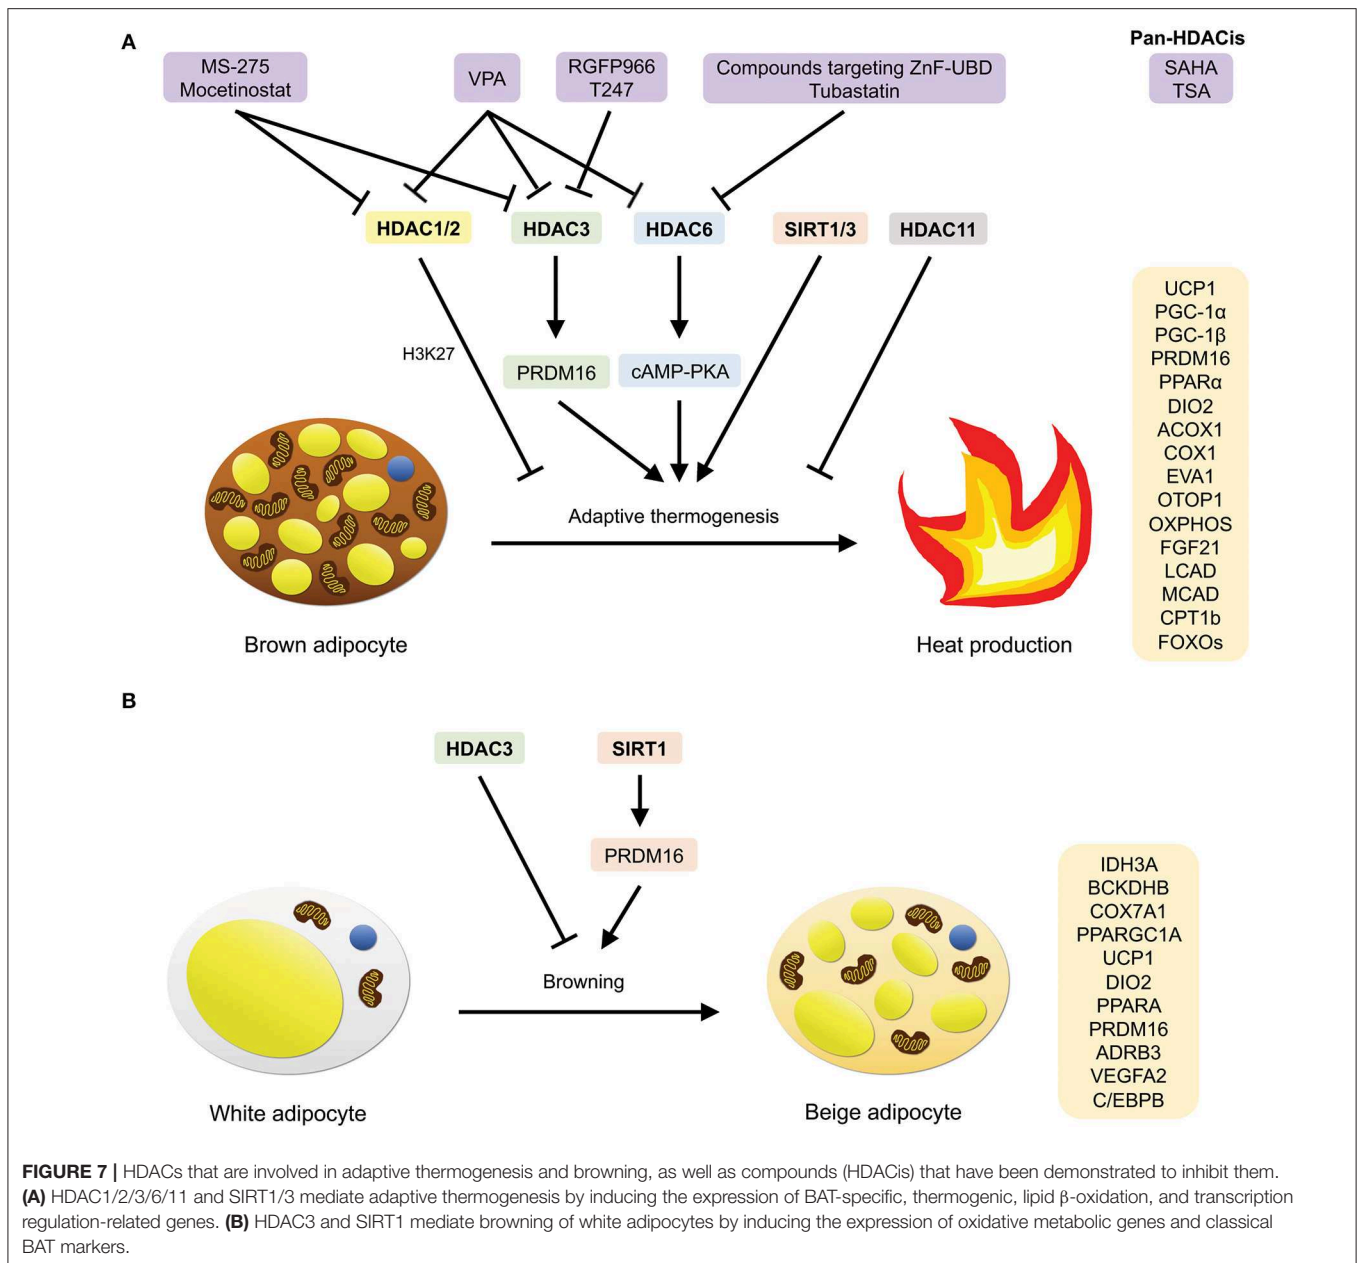 A
Pan-HDACis
MS-275
Mocetinostat
VPA
RGFP966
T247
Compounds targeting ZnF-UBD
Tubastatin
SAHA
TSA
HDAC1/2
HDAC3
HDAC6
SIRT1/3
HDAC11
H3K27
PRDM16
cAMP-PKA
Adaptive thermogenesis
Brown adipocyte
Heat production
UCP1
PGC-1α
PGC-1β
PRDM16
PPARα
DIO2
ACOX1
COX1
EVA1
OTOP1
OXPHOS
FGF21
LCAD
MCAD
CPT1b
FOXOs
B
HDAC3
SIRT1
PRDM16
Browning
White adipocyte
Beige adipocyte
IDH3A
BCKDHB
COX7A1
PPARGC1A
UCP1
DIO2
PPARA
PRDM16
ADRB3
VEGFA2
C/EBPB
FIGURE 7 | HDACs that are involved in adaptive thermogenesis and browning, as well as compounds (HDACis) that have been demonstrated to inhibit them.
(A) HDAC1/2/3/6/11 and SIRT1/3 mediate adaptive thermogenesis by inducing the expression of BAT-specific, thermogenic, lipid β-oxidation, and transcription
regulation-related genes. (B) HDAC3 and SIRT1 mediate browning of white adipocytes by inducing the expression of oxidative metabolic genes and classical
BAT markers.